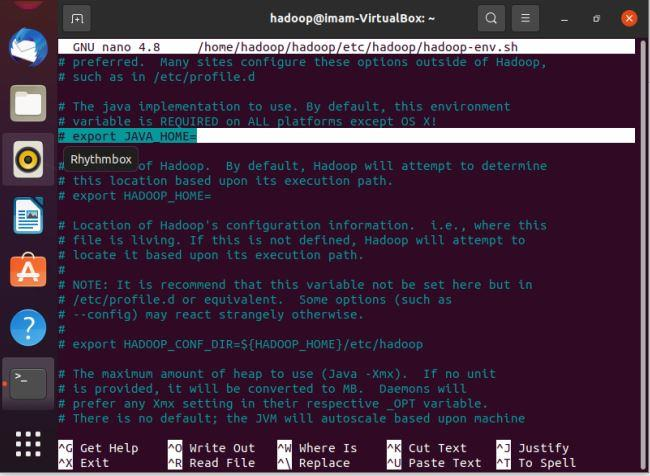 hadoop@imam-VirtualBox: ~
GNU nano 4.8 /home/hadoop/hadoop/etc/hadoop/hadoop-env.sh
# preferred. Many sites configure these options outside of Hadoop,
# such as in /etc/profile.d
# The java implementation to use. By default, this environment
# variable is REQUIRED on ALL platforms except OS X!
# export JAVA_HOME=
Rhythmbox
# of Hadoop. By default, Hadoop will attempt to determine
# this location based upon its execution path.
# export HADOOP_HOME=
# Location of Hadoop's configuration information. i.e., where this
# file is living. If this is not defined, Hadoop will attempt to
# locate it based upon its execution path.
#
# NOTE: It is recommend that this variable not be set here but in
# /etc/profile.d or equivalent. Some options (such as
# --config) may react strangely otherwise.
#
# export HADOOP_CONF_DIR=${HADOOP_HOME}/etc/hadoop
# The maximum amount of heap to use (Java -Xmx). If no unit
# is provided, it will be converted to MB. Daemons will
# prefer any Xmx setting in their respective _OPT variable.
# There is no default; the JVM will autoscale based upon machine
^G Get Help ^O Write Out ^W Where Is ^K Cut Text ^J Justify
^X Exit ^R Read File ^\ Replace ^U Paste Text ^T To Spell